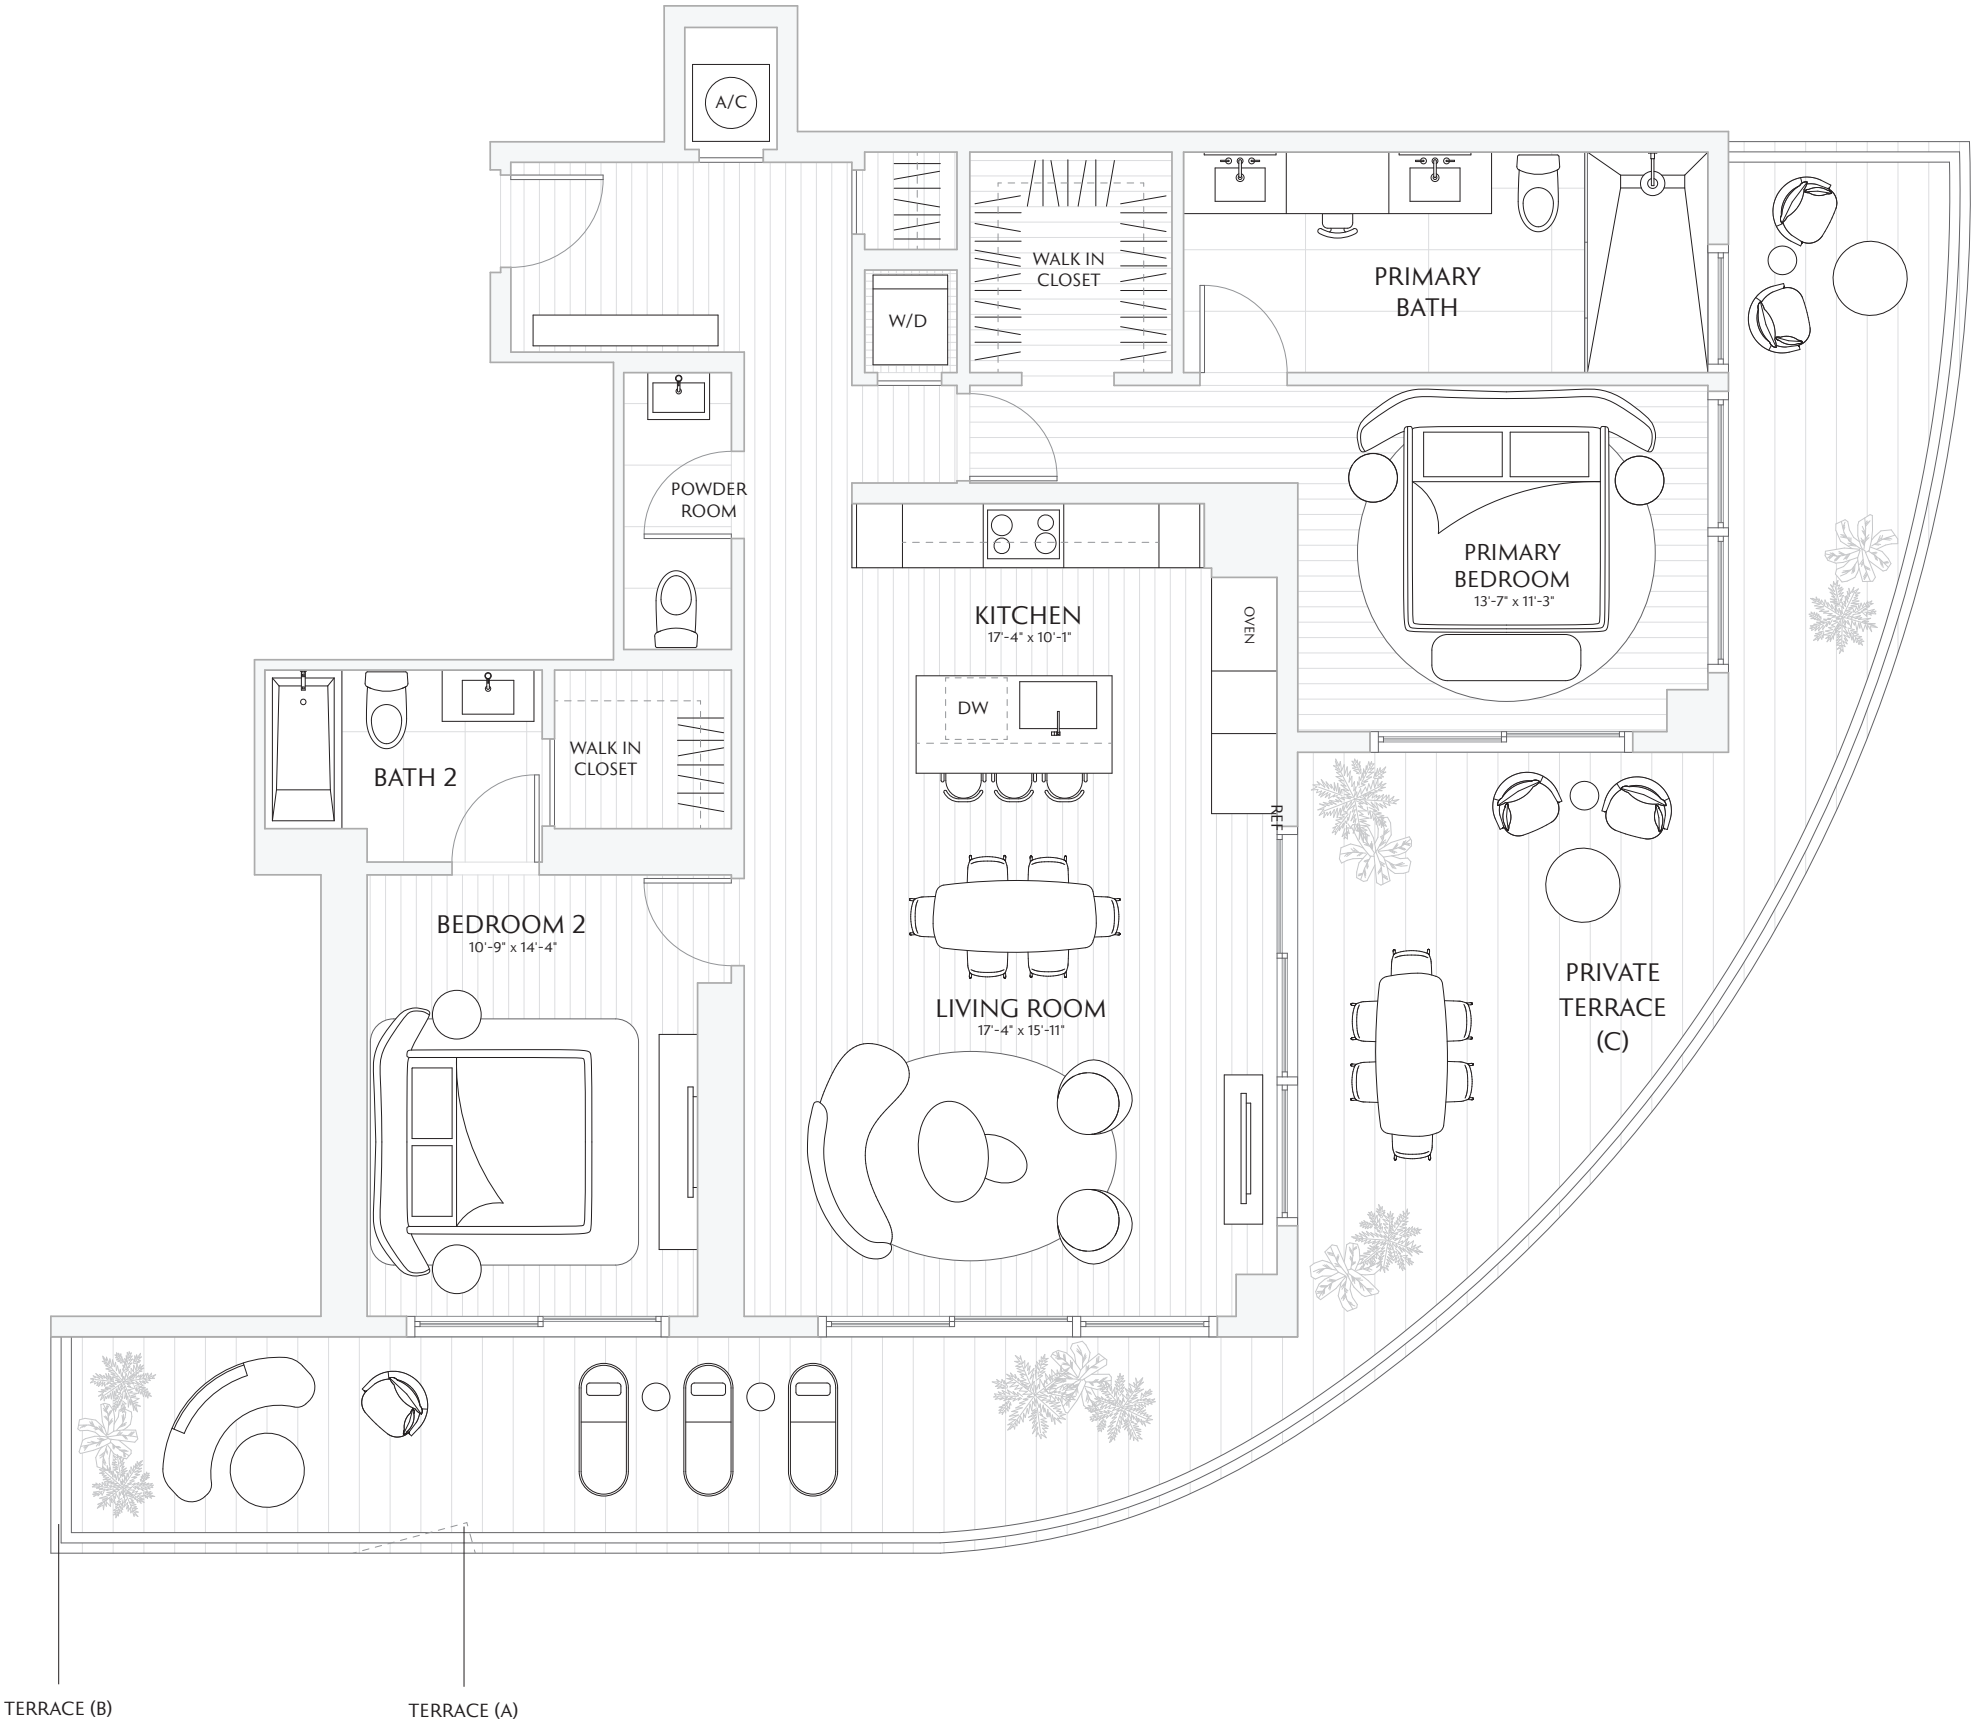 A/C
WALK IN
CLOSET
W/D
PRIMARY
BATH
POWDER
ROOM
PRIMARY
BEDROOM
13'-7" x 11'-3"
KITCHEN
17'-4" x 10'-1"
OVEN
DW
REF
WALK IN
CLOSET
BATH 2
BEDROOM 2
10'-9" x 14'-4"
LIVING ROOM
17'-4" x 15'-11"
PRIVATE
TERRACE
(C)
TERRACE (B)
TERRACE (A)